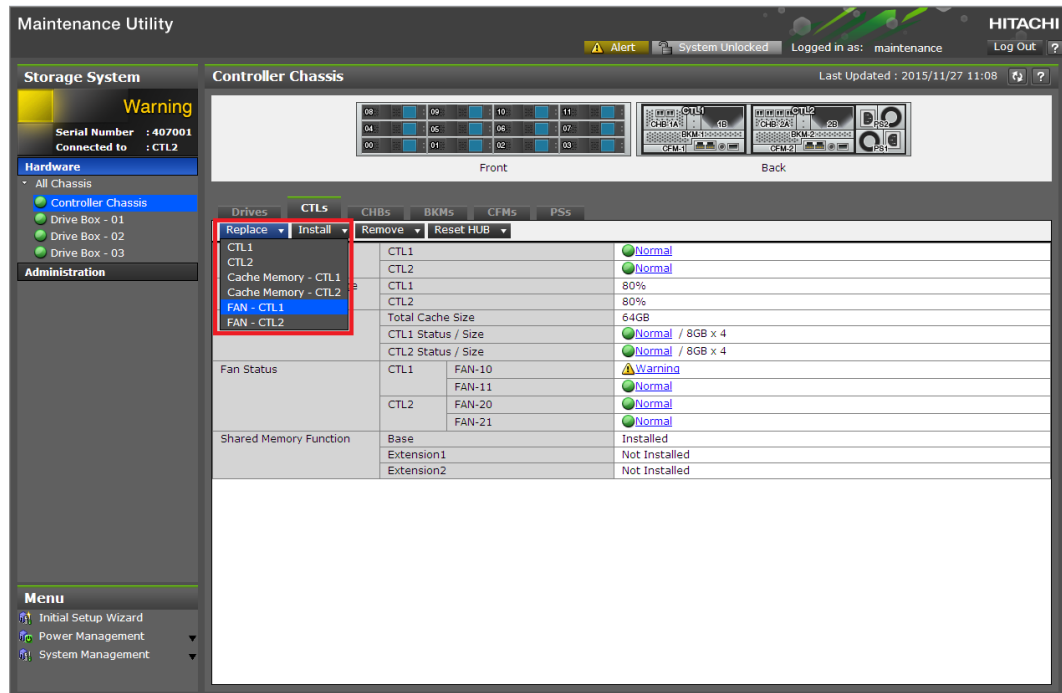 Maintenance Utility
HITACHI
Alert System Unlocked Logged in as: maintenance Log Out ?
Storage System
Warning
Serial Number : 407001
Connected to : CTL2
Hardware
All Chassis
Controller Chassis
Drive Box - 01
Drive Box - 02
Drive Box - 03
Administration
Controller Chassis
Last Updated : 2015/11/27 11:08 ?
08 09 10 11
04 05 06 07
00 01 02 03
Front
CTL1 CTL2
CHB-1A 1B CHB-2A 2B PS2
BKM-1 BKM-2
CFM-1 CFM-2 PS1
Back
Drives CTLs CHBs BKMs CFMs PSs
Replace Install Remove Reset HUB
CTL1
CTL2
Cache Memory - CTL1
Cache Memory - CTL2
FAN - CTL1
FAN - CTL2
CTL1 Normal
CTL2 Normal
e CTL1 80%
CTL2 80%
Total Cache Size 64GB
CTL1 Status / Size Normal / 8GB x 4
CTL2 Status / Size Normal / 8GB x 4
Fan Status CTL1 FAN-10 Warning
FAN-11 Normal
CTL2 FAN-20 Normal
FAN-21 Normal
Shared Memory Function Base Installed
Extension1 Not Installed
Extension2 Not Installed
Menu
Initial Setup Wizard
Power Management
System Management